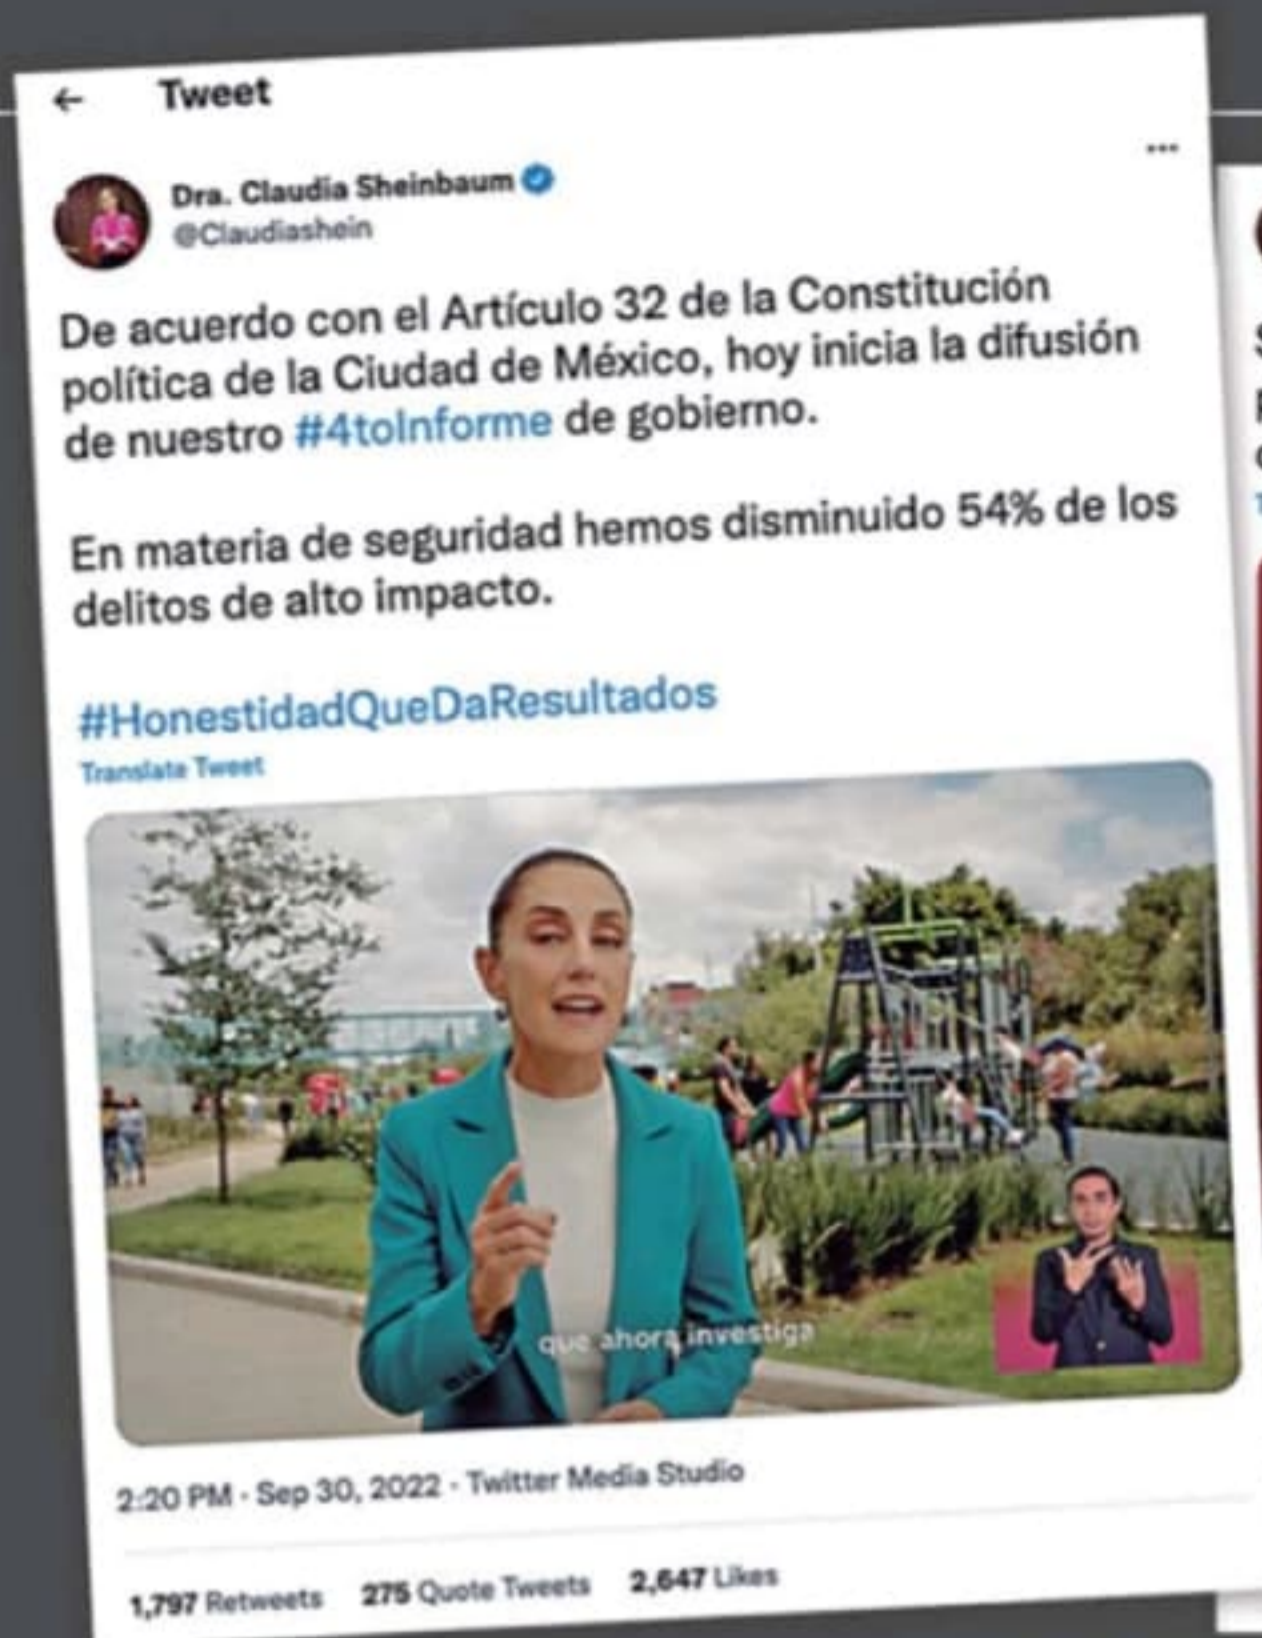 ← Tweet
Dra. Claudia Sheinbaum
@Claudiashein
De acuerdo con el Artículo 32 de la Constitución
política de la Ciudad de México, hoy inicia la difusión
de nuestro #4toInforme de gobierno.
En materia de seguridad hemos disminuido 54% de los
delitos de alto impacto.
#HonestidadQueDaResultados
Translate Tweet
que ahora investiga
2:20 PM · Sep 30, 2022 · Twitter Media Studio
1,797 Retweets 275 Quote Tweets 2,647 Likes